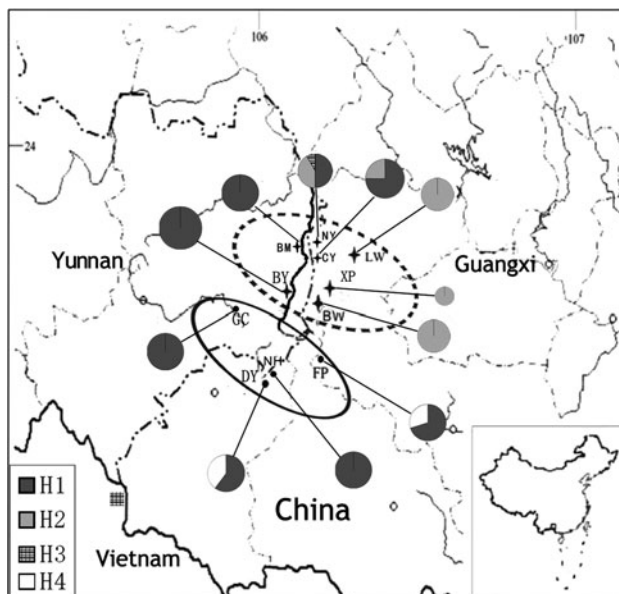 106
107
24
NY
BM
CY
LW
Yunnan
Guangxi
BY
XP
BW
GC
NH
FP
DY
H1
China
H2
H3
Vietnam
H4